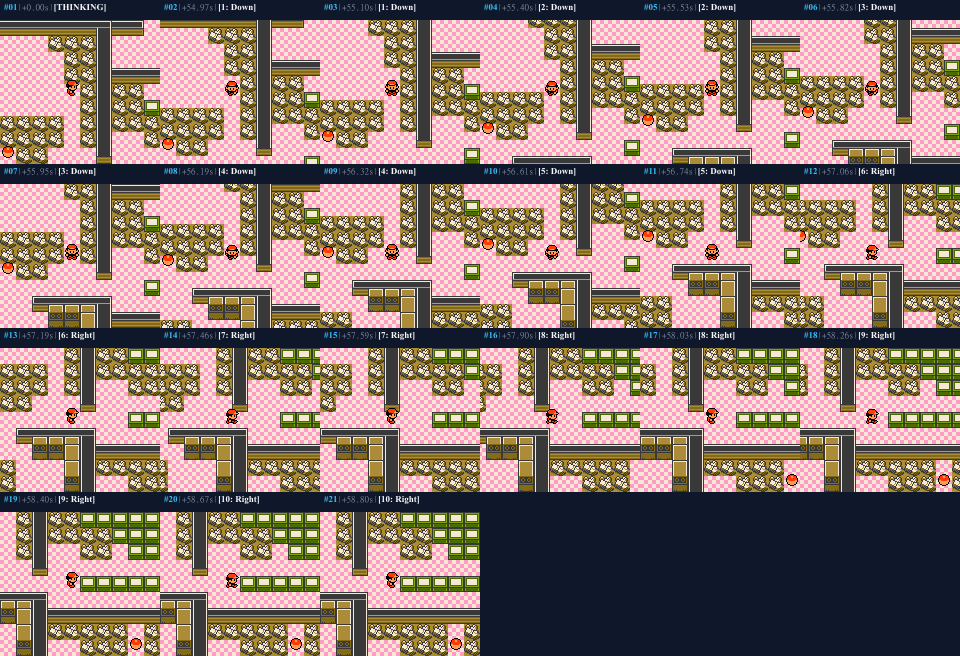 #01|+0.00s|[THINKING]
#02|+54.97s|[1: Down]
#03|+55.10s|[1: Down]
#04|+55.40s|[2: Down]
#05|+55.53s|[2: Down]
#06|+55.82s|[3: Down]
#07|+55.95s|[3: Down]
#08|+56.19s|[4: Down]
#09|+56.32s|[4: Down]
#10|+56.61s|[5: Down]
#11|+56.74s|[5: Down]
#12|+57.06s|[6: Right]
#13|+57.19s|[6: Right]
#14|+57.46s|[7: Right]
#15|+57.59s|[7: Right]
#16|+57.90s|[8: Right]
#17|+58.03s|[8: Right]
#18|+58.26s|[9: Right]
#19|+58.40s|[9: Right]
#20|+58.67s|[10: Right]
#21|+58.80s|[10: Right]